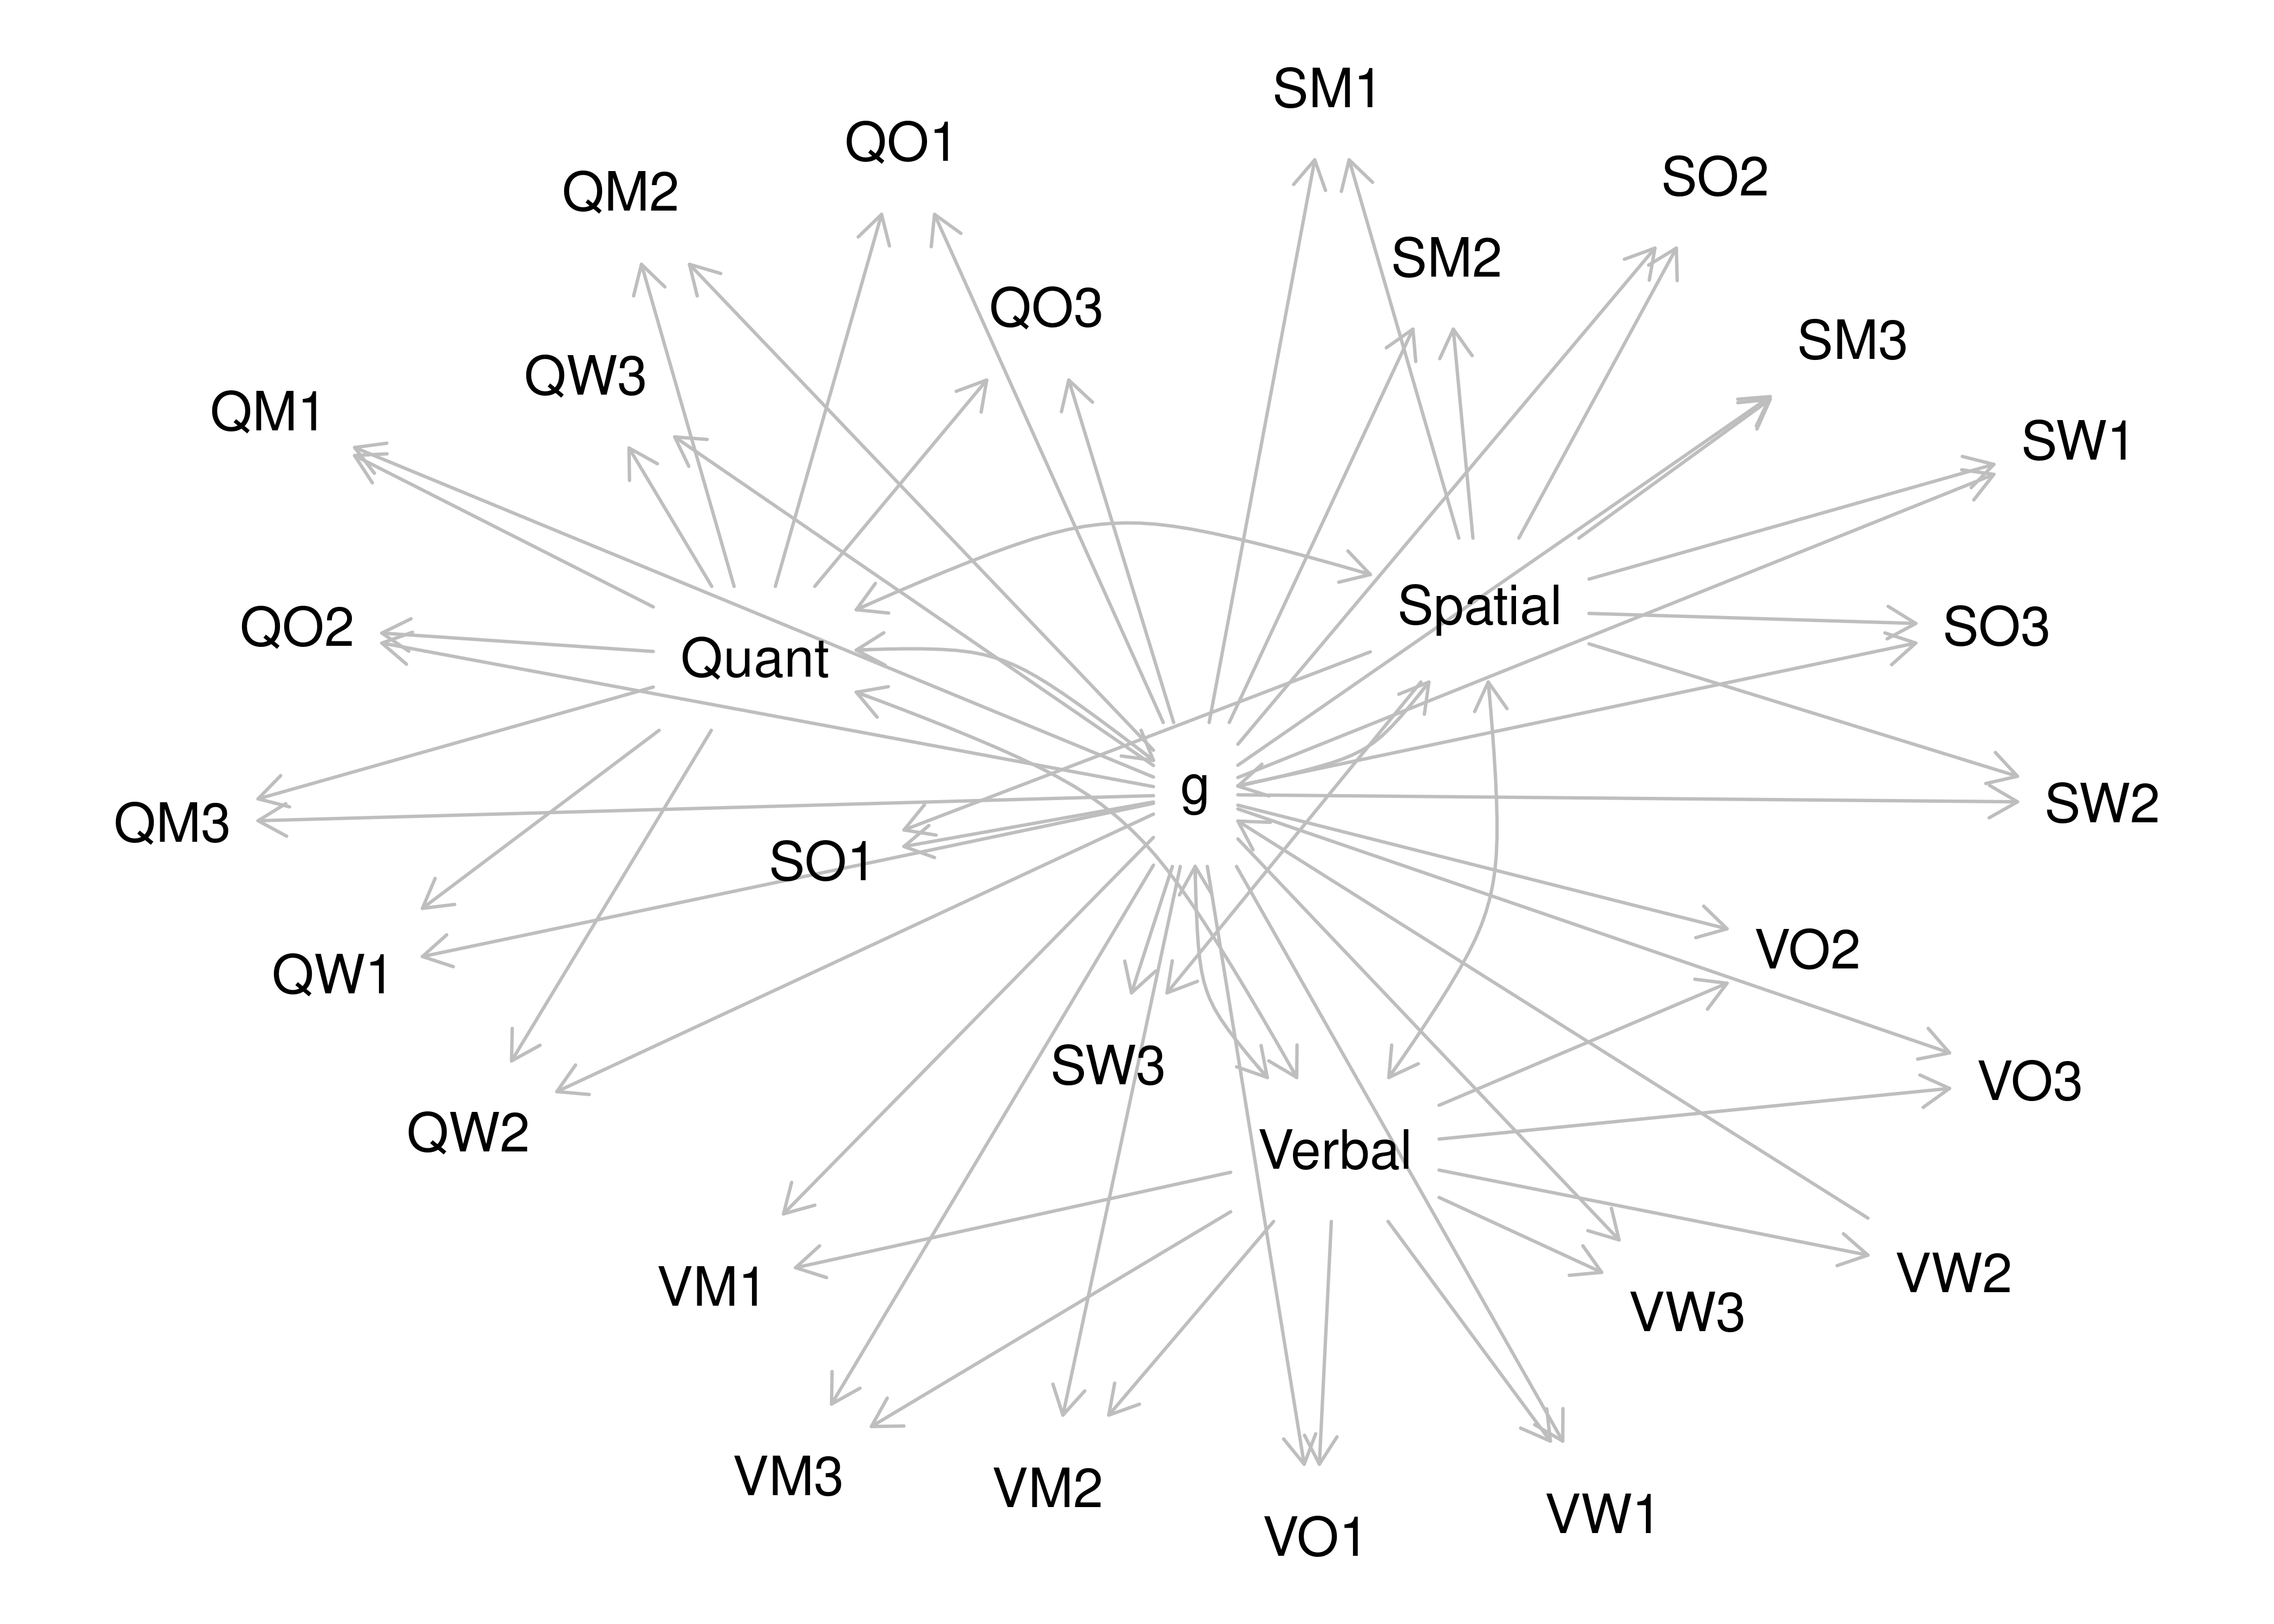 SM1
QO1
SO2
QM2
SM2
QO3
SM3
QW3
QM1
SW1
Spatial
QO2
SO3
Quant
g
SW2
QM3
SO1
VO2
QW1
SW3
VO3
QW2
Verbal
VW2
VM1
VW3
VM3
VM2
VW1
VO1